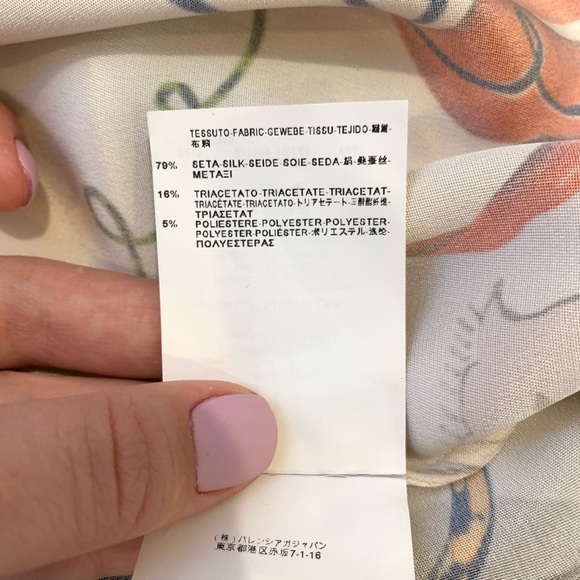 TESSUTO-FABRIC-GEWEBE-TISSU-TEJIDO-組織-
布料
79% SETA-SILK-SEIDE-SOIE-SEDA-絹-桑蚕丝-
ΜΕΤΑΞΙ
16% TRIACETATO-TRIACETATE-TRIACETAT-
TRIACÉTATE-TRIACETATO-トリアセテート-三醋酯纤维-
ΤΡΙΑΣΕΤΑΤ
5% POLIESTERE-POLYESTER-POLYESTER-
POLYESTER-POLIÉSTER-ポリエステル-涤纶-
ΠΟΛΥΕΣΤΕΡΑΣ
(株)バレンシアガジャパン
東京都港区赤坂7-1-16